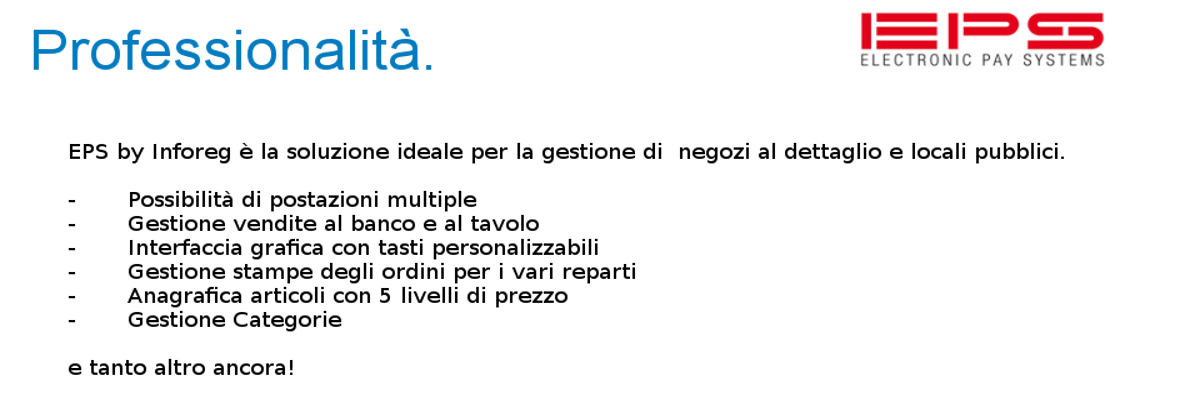 Professionalità.
EPS
ELECTRONIC PAY SYSTEMS
EPS by Inforeg è la soluzione ideale per la gestione di  negozi al dettaglio e locali pubblici.
- Possibilità di postazioni multiple
- Gestione vendite al banco e al tavolo
- Interfaccia grafica con tasti personalizzabili
- Gestione stampe degli ordini per i vari reparti
- Anagrafica articoli con 5 livelli di prezzo
- Gestione Categorie
e tanto altro ancora!